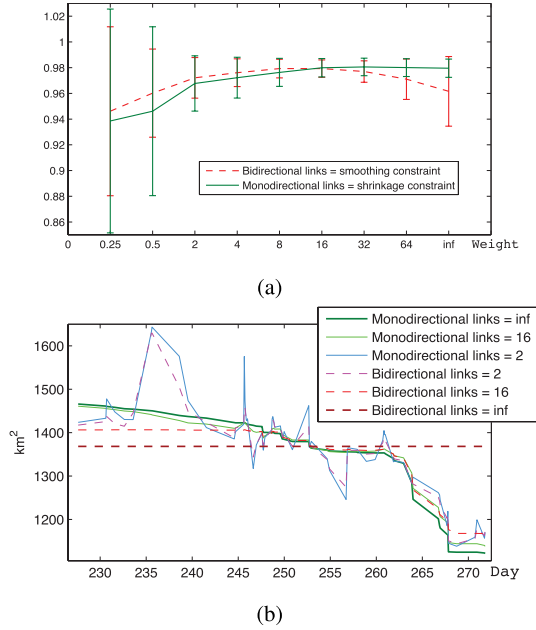 1.02
1
0.98
0.96
0.94
0.92
0.9
0.88
0.86
Bidirectional links = smoothing constraint
Monodirectional links = shrinkage constraint
0 0.25 0.5 2 4 8 16 32 64 inf Weight
(a)
Monodirectional links = inf
Monodirectional links = 16
Monodirectional links = 2
Bidirectional links = 2
Bidirectional links = 16
Bidirectional links = inf
1600
1500
1400
1300
1200
km²
230 235 240 245 250 255 260 265 270 Day
(b)